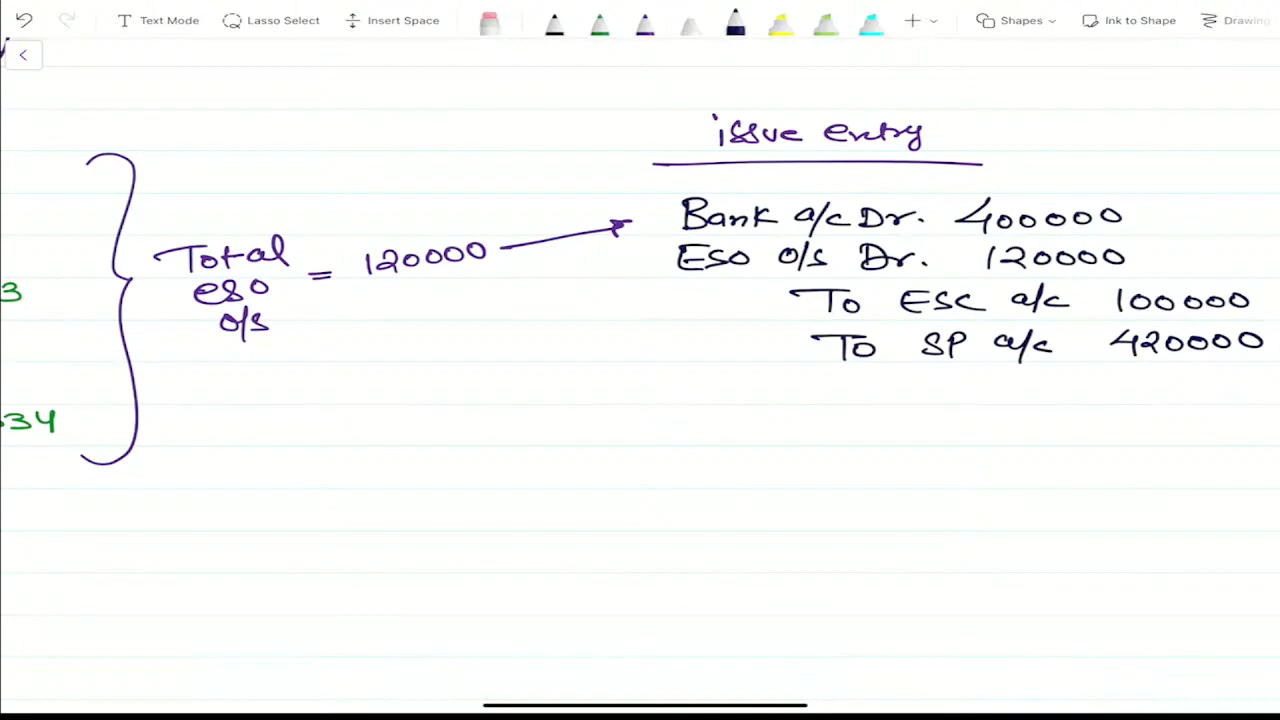 Text Mode Lasso Select Insert Space Shapes Ink to Shape Drawing
issue entry
Bank a/c Dr. 400000
Total
eso = 120000
o/s
ESO o/s Dr. 120000
To ESC a/c 100000
To SP a/c 420000
3
34